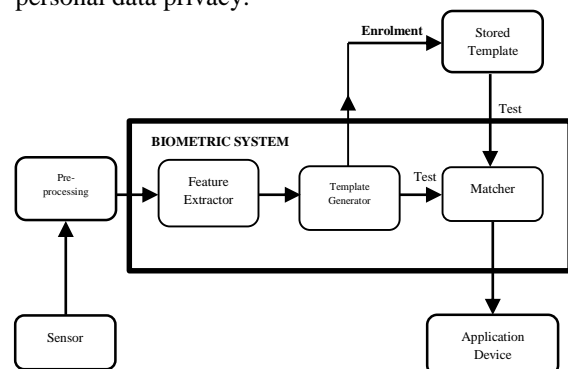 personal data privacy.
Enrolment
Stored
Template
Test
BIOMETRIC SYSTEM
Pre-
processing
Feature
Extractor
Template
Generator
Test
Matcher
Sensor
Application
Device